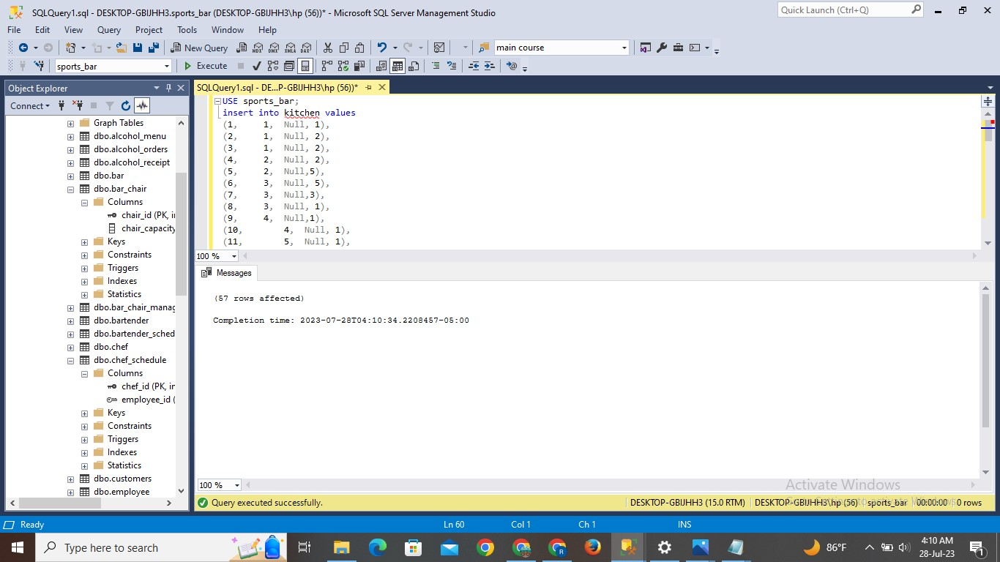 SQLQuery1.sql - DESKTOP-GBIJHH3.sports_bar (DESKTOP-GBIJHH3\hp (56))* - Microsoft SQL Server Management Studio
Quick Launch (Ctrl+Q)
File Edit View Query Project Tools Window Help
New Query
MDX DMX XMLA DAX
main course
sports_bar
Execute
Object Explorer
SQLQuery1.sql - DE...P-GBIJHH3\hp (56))*
Connect
Graph Tables
dbo.alcohol_menu
dbo.alcohol_orders
dbo.alcohol_receipt
dbo.bar
dbo.bar_chair
Columns
chair_id (PK, i
chair_capacity
Keys
Constraints
Triggers
Indexes
Statistics
dbo.bar_chair_manag
dbo.bartender
dbo.bartender_sched
dbo.chef
dbo.chef_schedule
Columns
chef_id (PK, in
employee_id (
Keys
Constraints
Triggers
Indexes
Statistics
dbo.customers
dbo.employee
USE sports_bar;
insert into kitchen values
(1, 1, Null, 1),
(2, 1, Null, 2),
(3, 1, Null, 2),
(4, 2, Null, 2),
(5, 2, Null,5),
(6, 3, Null, 5),
(7, 3, Null,3),
(8, 3, Null, 1),
(9, 4, Null,1),
(10, 4, Null, 1),
(11, 5, Null, 1),
100 %
Messages
(57 rows affected)
Completion time: 2023-07-28T04:10:34.2208457-05:00
100 %
Activate Windows
Query executed successfully.
DESKTOP-GBIJHH3 (15.0 RTM) DESKTOP-GBIJHH3\hp (56) sports_bar 00:00:00 0 rows
Ready
Ln 60 Col 1 Ch 1 INS
Type here to search
86°F
4:10 AM
28-Jul-23
1